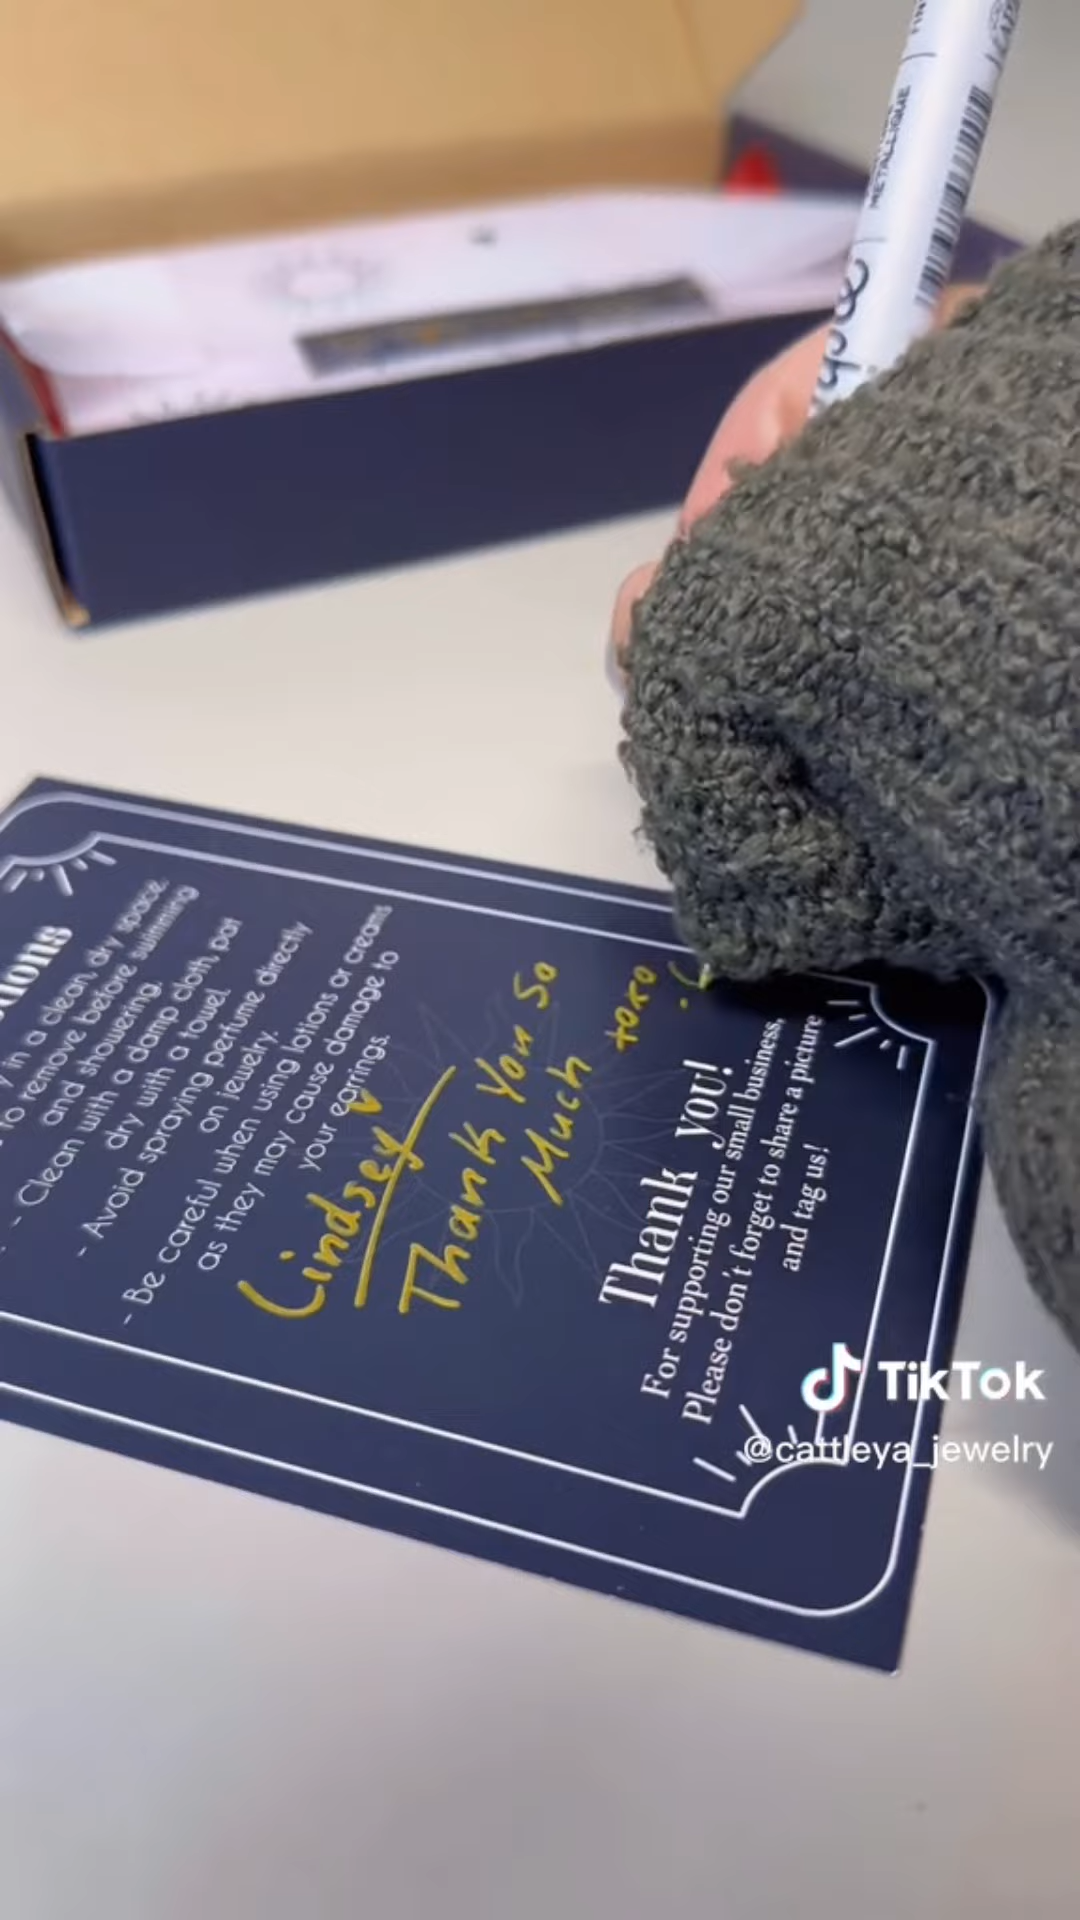 METALLIQUE
y in a clean, dry space.
to remove before swimming
and showering.
- Clean with a damp cloth, pat
dry with a towel.
- Avoid spraying perfume directly
on jewelry.
- Be careful when using lotions or creams
as they may cause damage to
your earrings.
Lindsey
Thank You So
Much
xoxo
Thank you!
For supporting our small business,
Please don't forget to share a picture
and tag us!
TikTok
@cattleya_jewelry